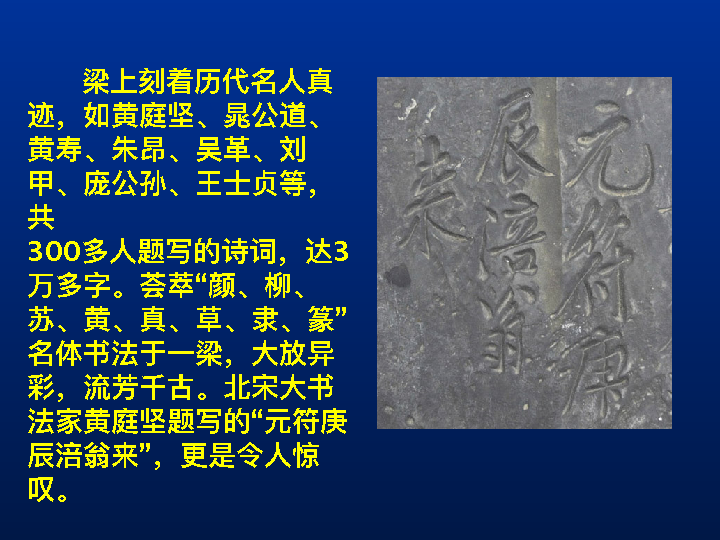 梁上刻着历代名人真
迹，如黄庭坚、晁公道、
黄寿、朱昂、吴革、刘
甲、庞公孙、王士贞等，
共
300多人题写的诗词，达3
万多字。荟萃“颜、柳、
苏、黄、真、草、隶、篆”
名体书法于一梁，大放异
彩，流芳千古。北宋大书
法家黄庭坚题写的“元符庚
辰涪翁来”，更是令人惊
叹。
元符庚
辰涪翁
来